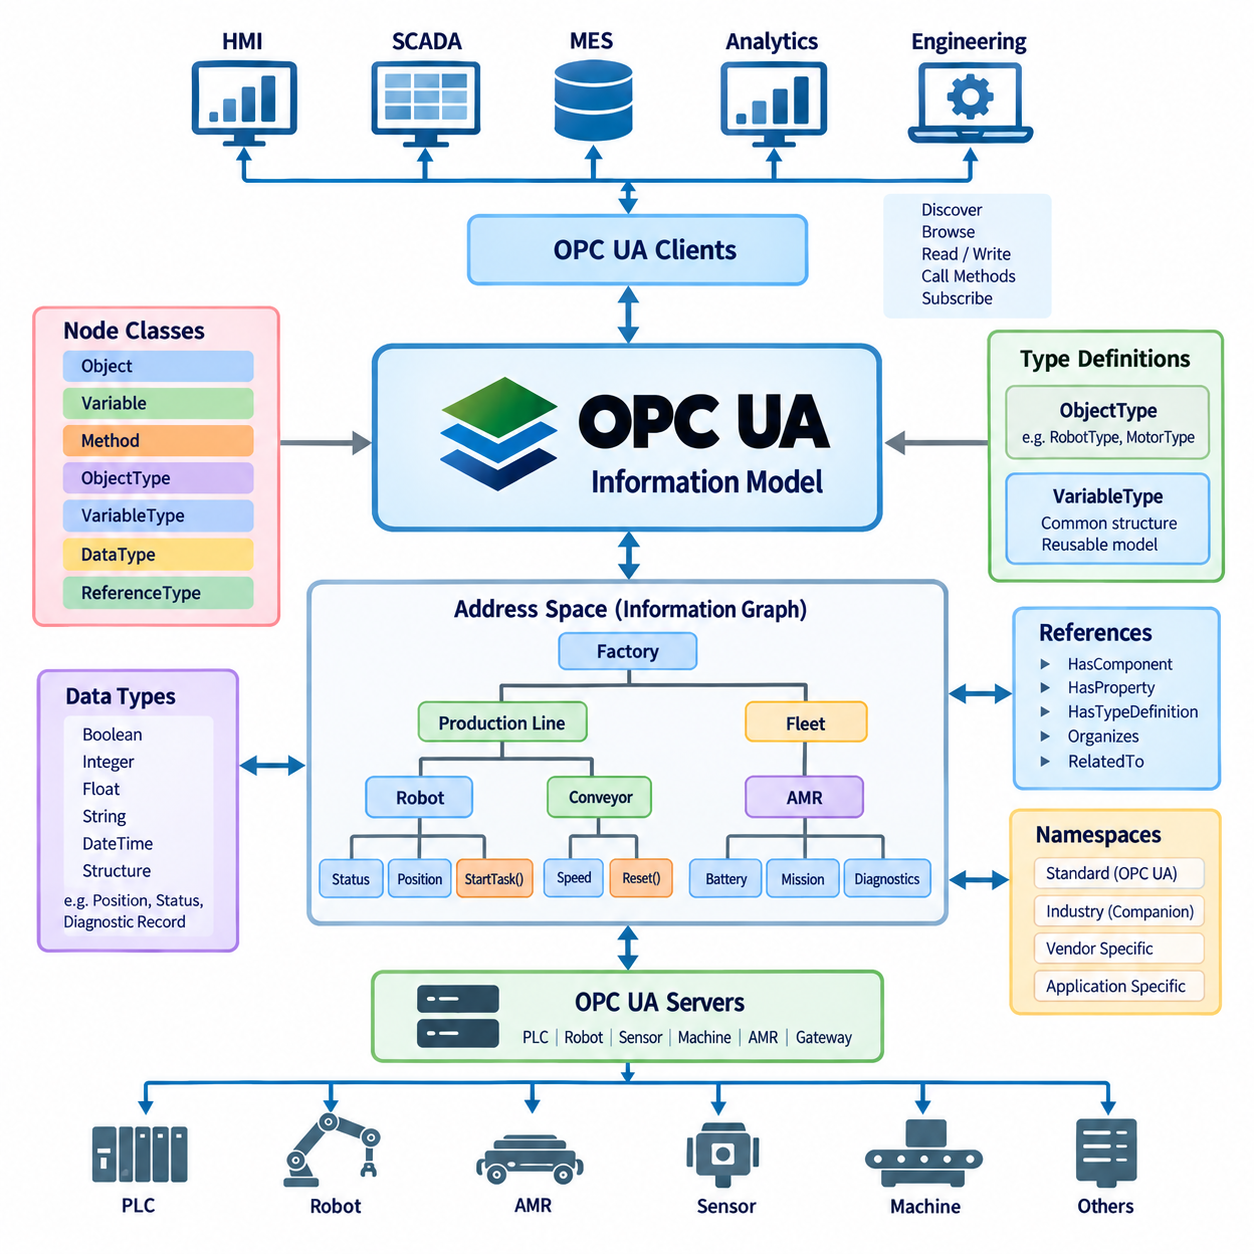 HMI
SCADA
MES
Analytics
Engineering
OPC UA Clients
Discover
Browse
Read / Write
Call Methods
Subscribe
Node Classes
Object
Variable
Method
ObjectType
VariableType
DataType
ReferenceType
OPC UA
Information Model
Type Definitions
ObjectType
e.g. RobotType, MotorType
VariableType
Common structure
Reusable model
Address Space (Information Graph)
Factory
Production Line
Fleet
Robot
Conveyor
AMR
Status
Position
StartTask()
Speed
Reset()
Battery
Mission
Diagnostics
References
HasComponent
HasProperty
HasTypeDefinition
Organizes
RelatedTo
Data Types
Boolean
Integer
Float
String
DateTime
Structure
e.g. Position, Status,
Diagnostic Record
Namespaces
Standard (OPC UA)
Industry (Companion)
Vendor Specific
Application Specific
OPC UA Servers
PLC | Robot | Sensor | Machine | AMR | Gateway
PLC
Robot
AMR
Sensor
Machine
Others